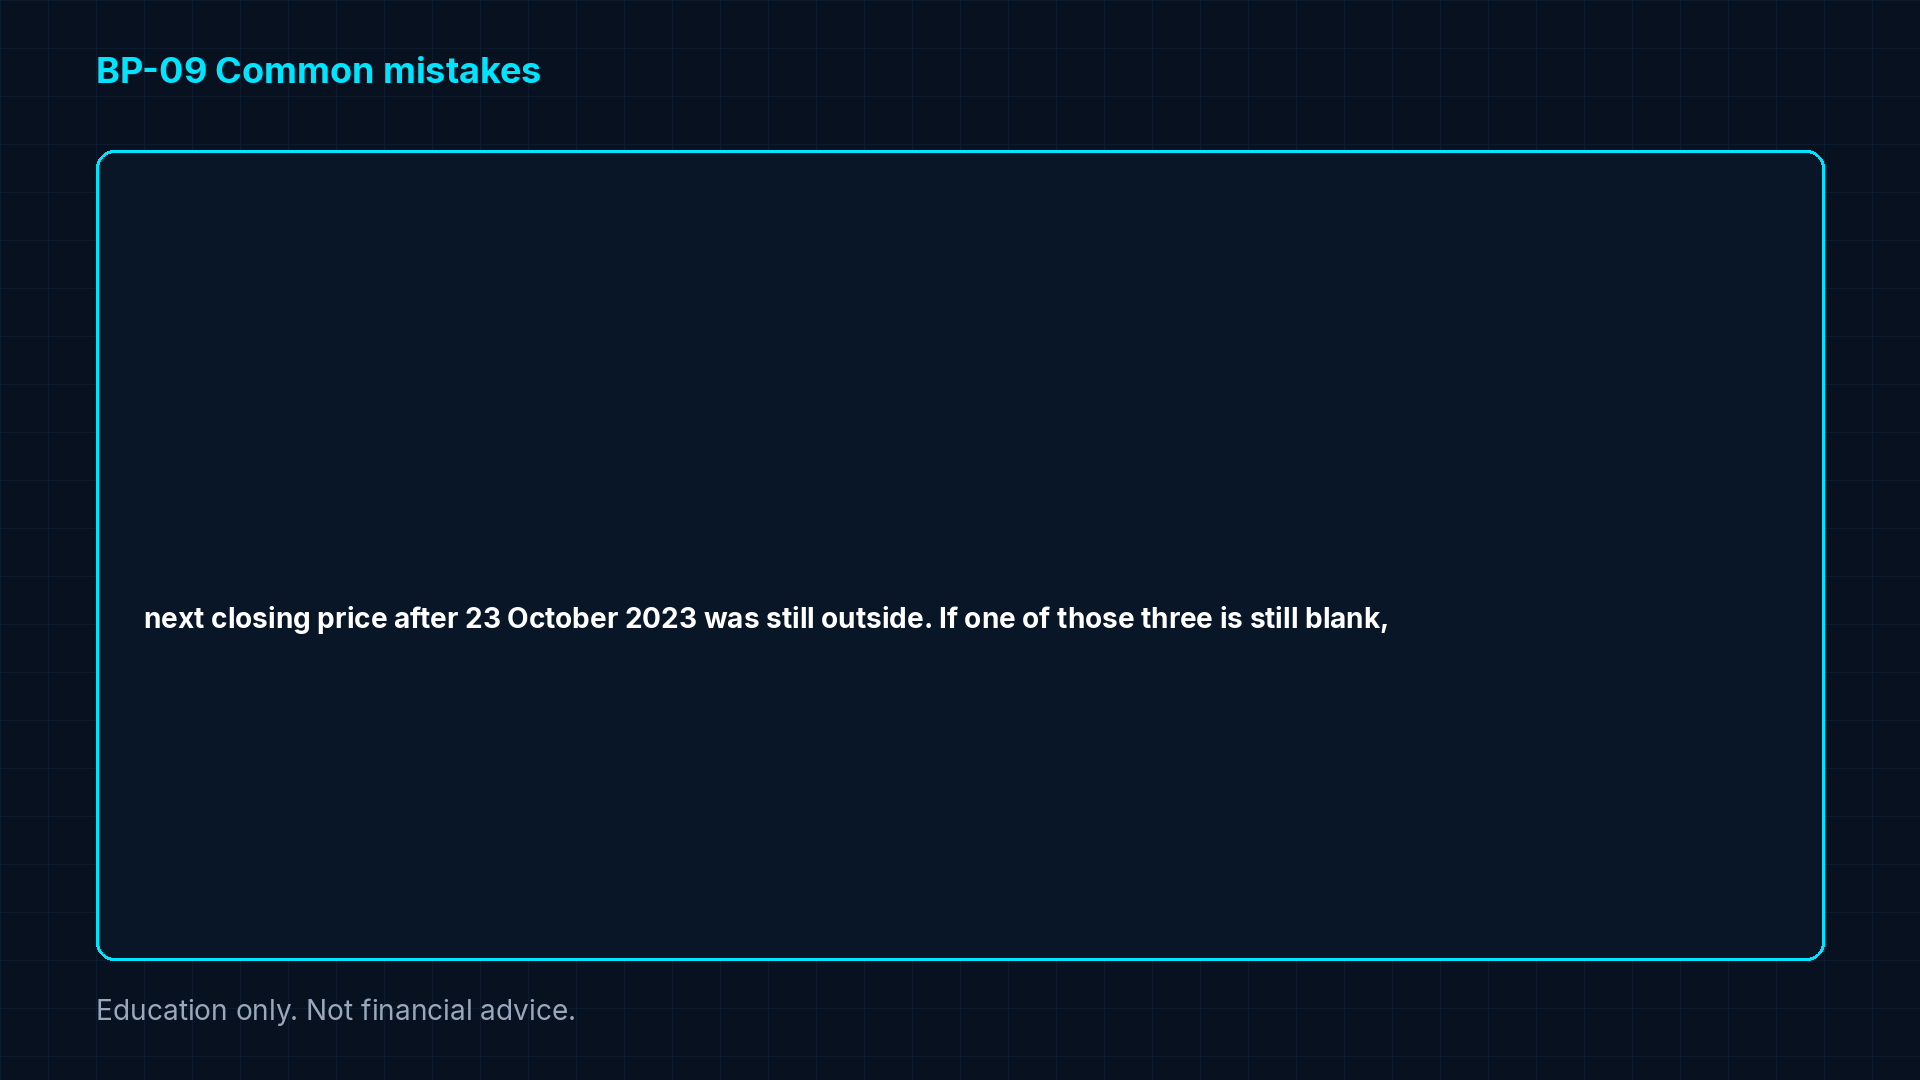 BP-09 Common mistakes
next closing price after 23 October 2023 was still outside. If one of those three is still blank,
Education only. Not financial advice.